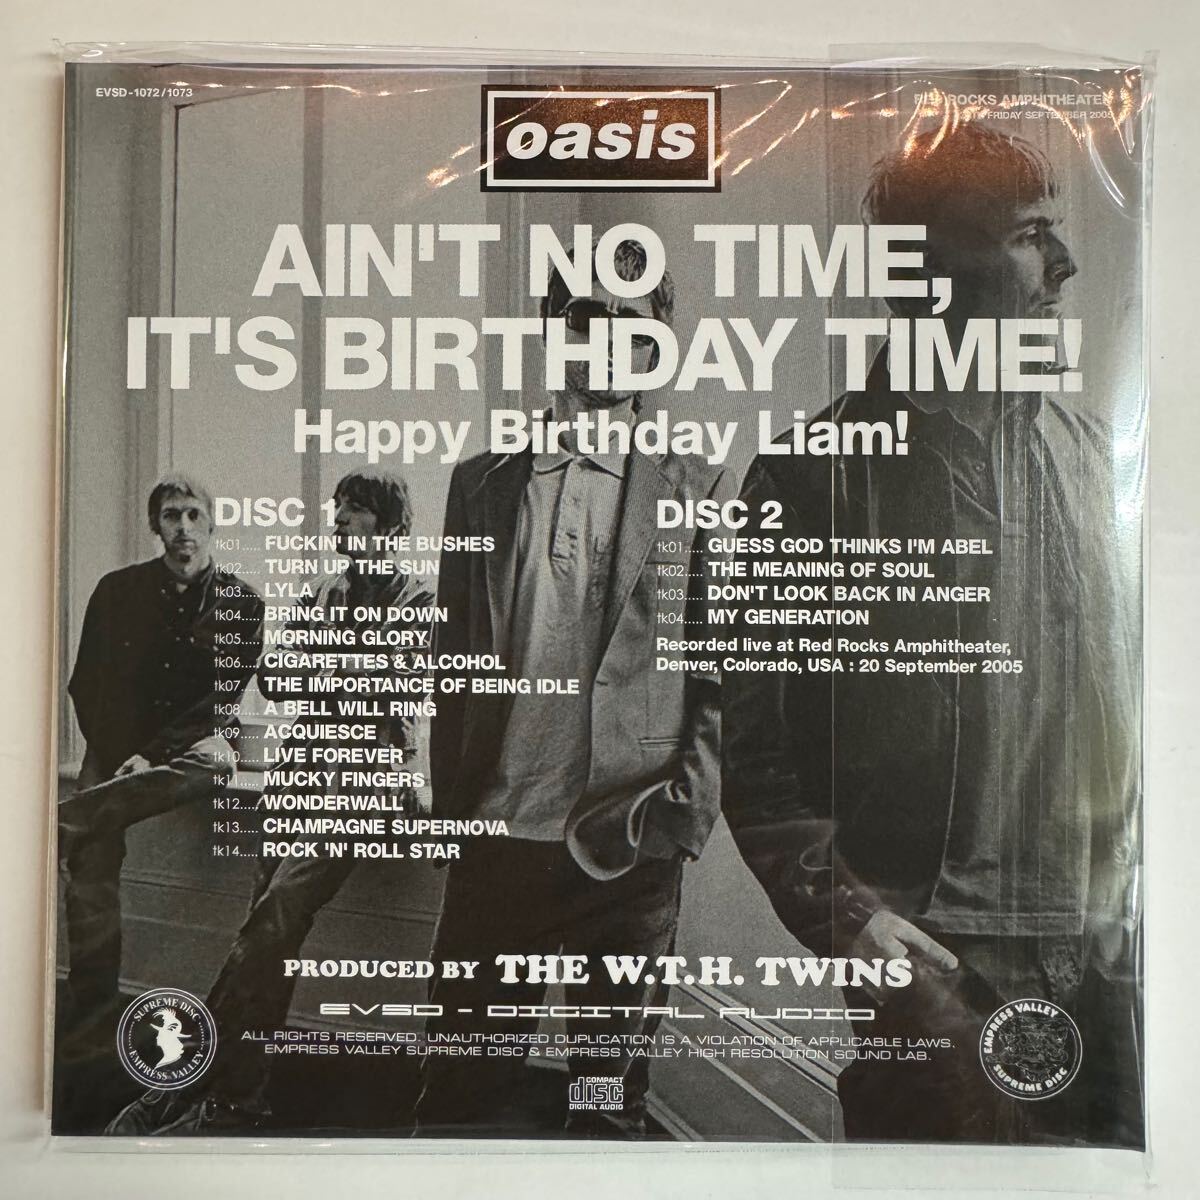 EVSD-1072/1073
RED ROCKS AMPHITHEATER
FRIDAY SEPTEMBER 2005
oasis
AIN'T NO TIME,
IT'S BIRTHDAY TIME!
Happy Birthday Liam!
DISC 1
tk01..... FUCKIN' IN THE BUSHES
tk02..... TURN UP THE SUN
tk03..... LYLA
tk04..... BRING IT ON DOWN
tk05..... MORNING GLORY
tk06..... CIGARETTES & ALCOHOL
tk07..... THE IMPORTANCE OF BEING IDLE
tk08..... A BELL WILL RING
tk09..... ACQUIESCE
tk10..... LIVE FOREVER
tk11..... MUCKY FINGERS
tk12..... WONDERWALL
tk13..... CHAMPAGNE SUPERNOVA
tk14..... ROCK 'N' ROLL STAR
DISC 2
tk01..... GUESS GOD THINKS I'M ABEL
tk02..... THE MEANING OF SOUL
tk03..... DON'T LOOK BACK IN ANGER
tk04..... MY GENERATION
Recorded live at Red Rocks Amphitheater,
Denver, Colorado, USA : 20 September 2005
PRODUCED BY THE W.T.H. TWINS
EVSD - DIGITAL AUDIO
ALL RIGHTS RESERVED. UNAUTHORIZED DUPLICATION IS A VIOLATION OF APPLICABLE LAWS.
EMPRESS VALLEY SUPREME DISC & EMPRESS VALLEY HIGH RESOLUTION SOUND LAB.
SUPREME DISC
EMPRESS VALLEY
EMPRESS VALLEY
SUPREME DISC
COMPACT
disc
DIGITAL AUDIO